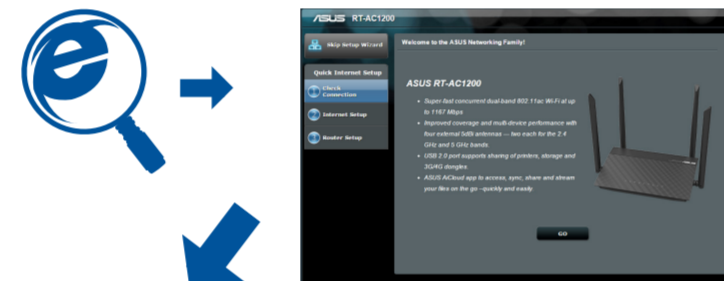 ASUS RT-AC1200
Skip Setup Wizard
Welcome to the ASUS Networking Family!
Quick Internet Setup
Check
Connection
Internet Setup
Router Setup
ASUS RT-AC1200
• Super-fast concurrent dual-band 802.11ac Wi-Fi at up
to 1167 Mbps
• Improved coverage and multi-device performance with
four external 5dBi antennas — two each for the 2.4
GHz and 5 GHz bands.
• USB 2.0 port supports sharing of printers, storage and
3G/4G dongles.
• ASUS AiCloud app to access, sync, share and stream
your files on the go –quickly and easily
GO